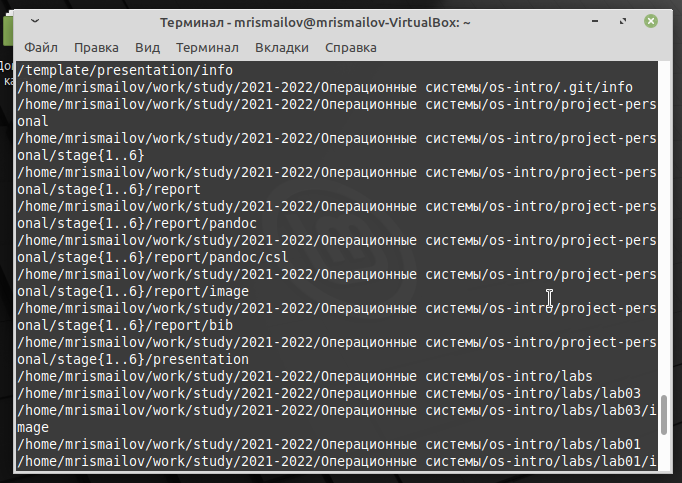 До
ка
Терминал - mrismailov@mrismailov-VirtualBox: ~
Файл Правка Вид Терминал Вкладки Справка
/template/presentation/info
/home/mrismailov/work/study/2021-2022/Операционные системы/os-intro/.git/info
/home/mrismailov/work/study/2021-2022/Операционные системы/os-intro/project-pers
onal
/home/mrismailov/work/study/2021-2022/Операционные системы/os-intro/project-pers
onal/stage{1..6}
/home/mrismailov/work/study/2021-2022/Операционные системы/os-intro/project-pers
onal/stage{1..6}/report
/home/mrismailov/work/study/2021-2022/Операционные системы/os-intro/project-pers
onal/stage{1..6}/report/pandoc
/home/mrismailov/work/study/2021-2022/Операционные системы/os-intro/project-pers
onal/stage{1..6}/report/pandoc/csl
/home/mrismailov/work/study/2021-2022/Операционные системы/os-intro/project-pers
onal/stage{1..6}/report/image
/home/mrismailov/work/study/2021-2022/Операционные системы/os-intro/project-pers
onal/stage{1..6}/report/bib
/home/mrismailov/work/study/2021-2022/Операционные системы/os-intro/project-pers
onal/stage{1..6}/presentation
/home/mrismailov/work/study/2021-2022/Операционные системы/os-intro/labs
/home/mrismailov/work/study/2021-2022/Операционные системы/os-intro/labs/lab03
/home/mrismailov/work/study/2021-2022/Операционные системы/os-intro/labs/lab03/i
mage
/home/mrismailov/work/study/2021-2022/Операционные системы/os-intro/labs/lab01
/home/mrismailov/work/study/2021-2022/Операционные системы/os-intro/labs/lab01/i